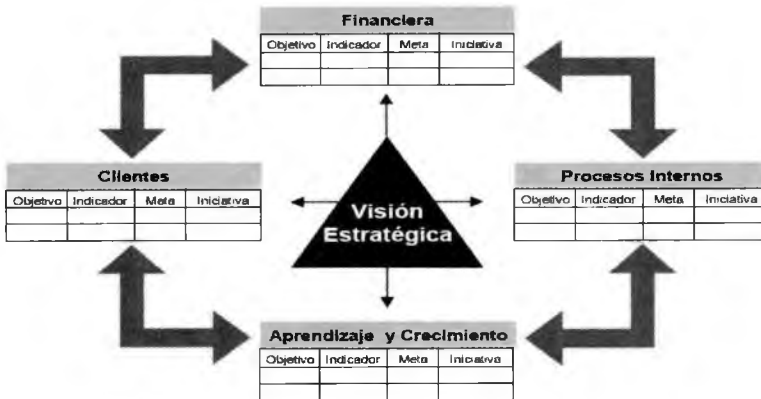 Financiera
Objetivo Indicador Meta Iniciativa
Clientes
Objetivo Indicador Meta Iniciativa
Visión
Estratégica
Procesos Internos
Objetivo Indicador Meta Iniciativa
Aprendizaje y Crecimiento
Objetivo Indicador Meta Iniciativa